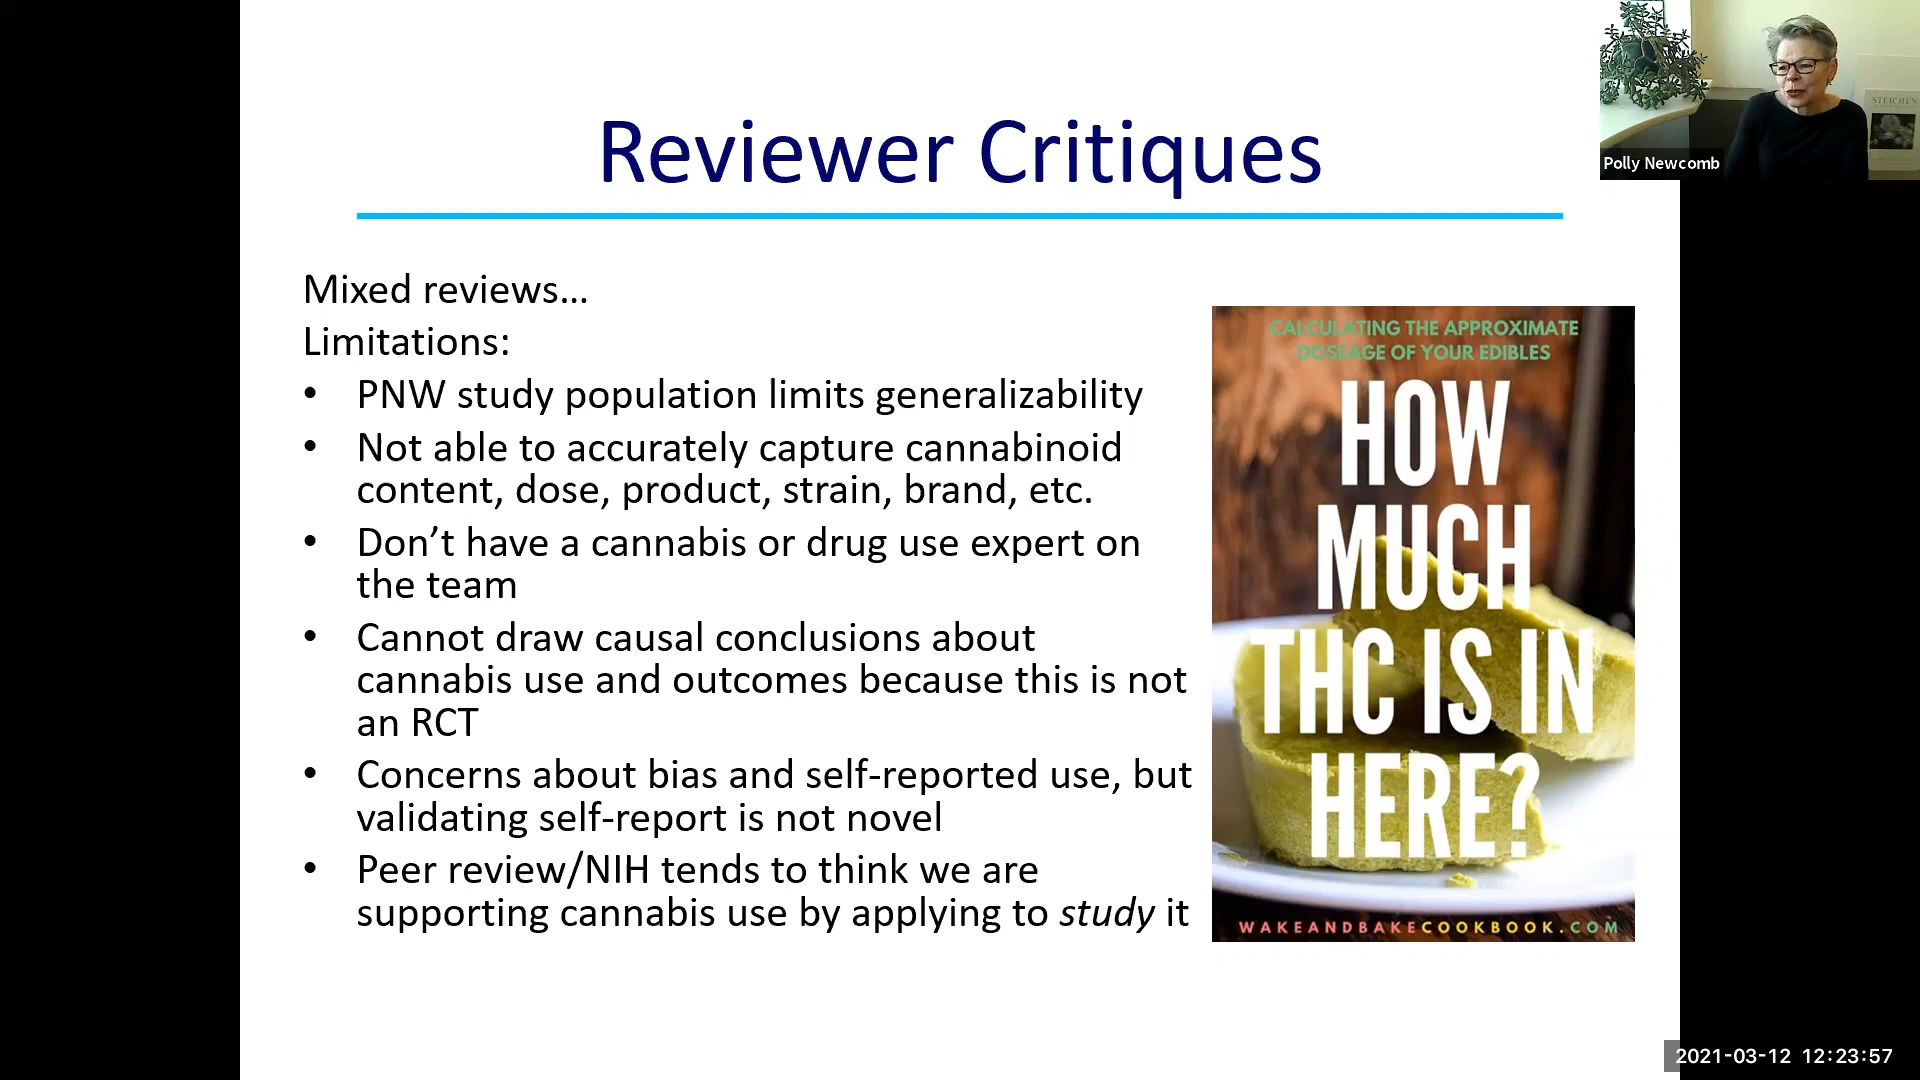 Reviewer Critiques
Mixed reviews...
Limitations:
• PNW study population limits generalizability
• Not able to accurately capture cannabinoid
content, dose, product, strain, brand, etc.
• Don’t have a cannabis or drug use expert on
the team
• Cannot draw causal conclusions about
cannabis use and outcomes because this is not
an RCT
• Concerns about bias and self-reported use, but
validating self-report is not novel
• Peer review/NIH tends to think we are
supporting cannabis use by applying to study it
CALCULATING THE APPROXIMATE
DOSEAGE OF YOUR EDIBLES
HOW
MUCH
THC IS IN
HERE?
WAKEANDBAKECOOKBOOK.COM
STEICHEN
Polly Newcomb
2021-03-12 12:23:57